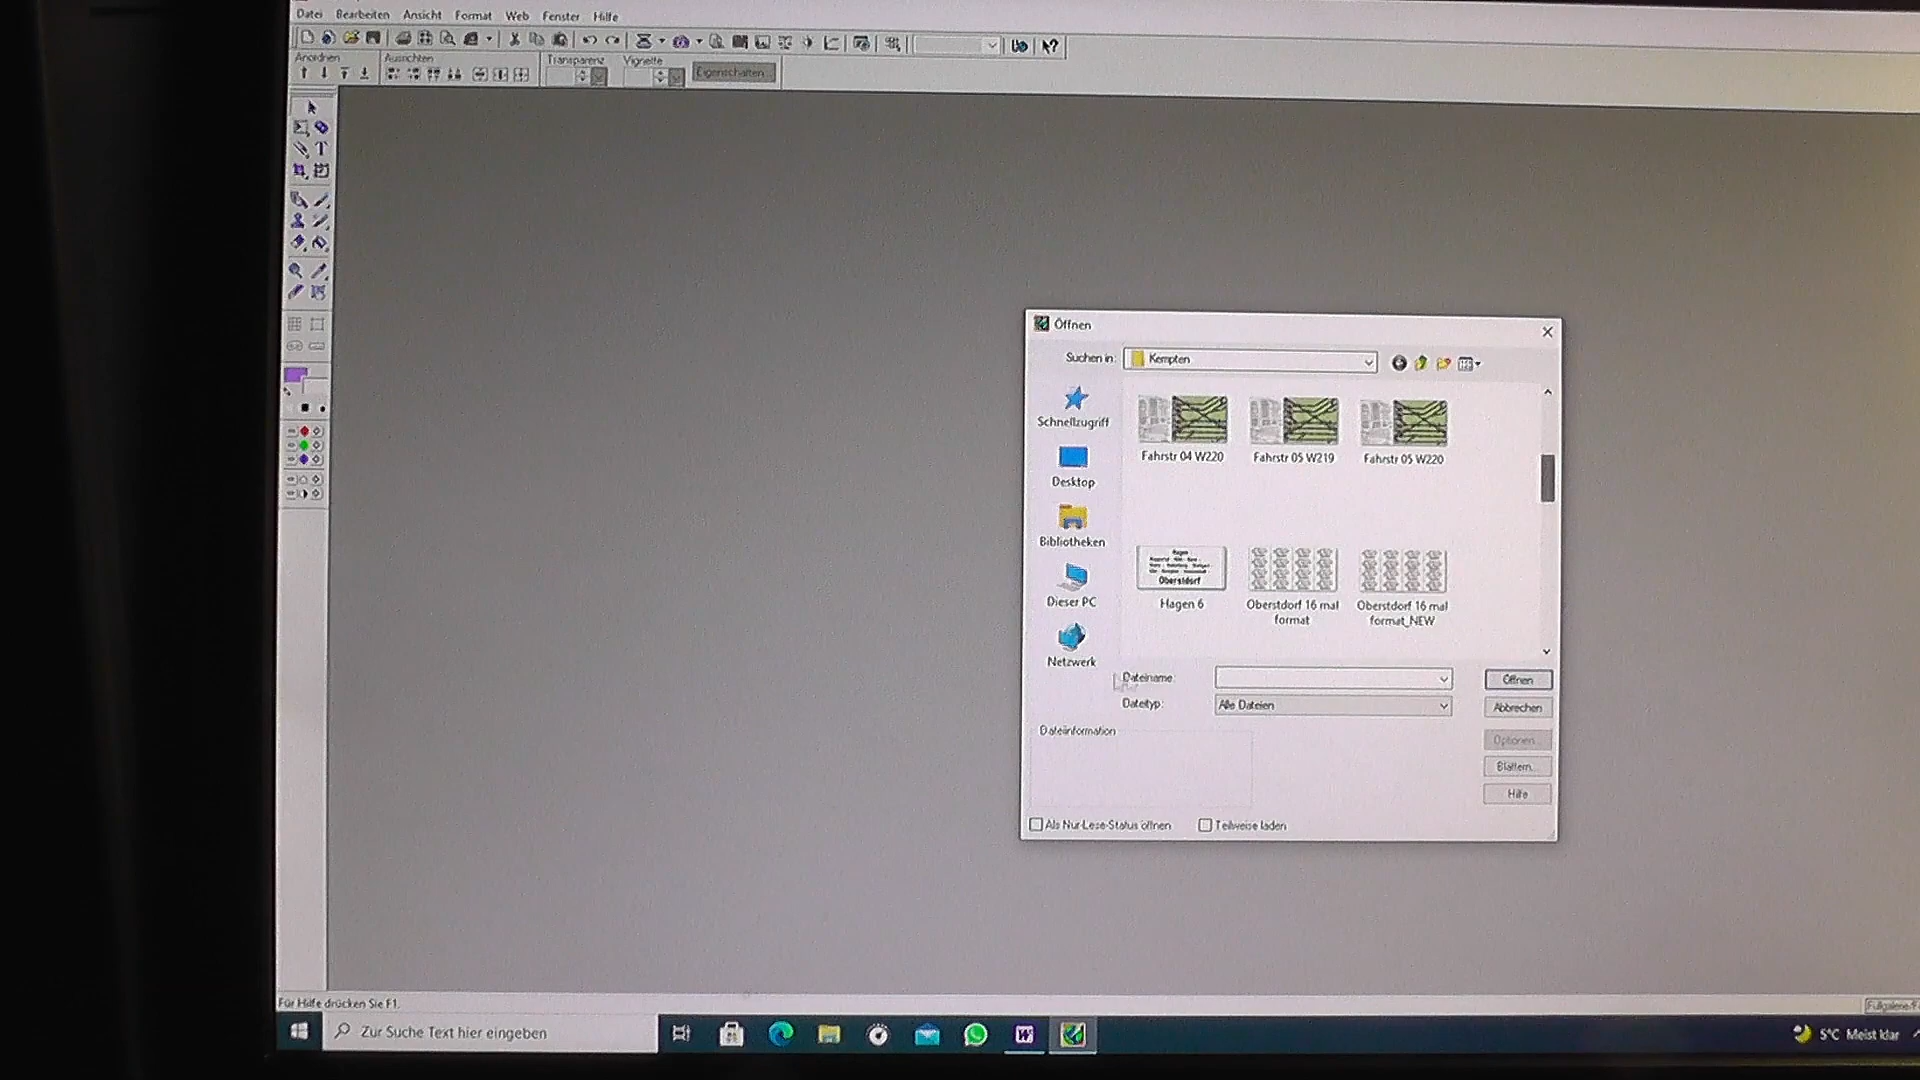 Datei Bearbeiten Ansicht Format Web Fenster Hilfe
Anordnen Ausrichten Transparenz Vignette
Eigenschaften...
Öffnen
Suchen in: Kempten
Schnellzugriff
Desktop
Bibliotheken
Dieser PC
Netzwerk
Fahrstr 04 W220 Fahrstr 05 W219 Fahrstr 05 W220
Hagen
Oberstdorf
Hagen 6 Oberstdorf 16 mal format Oberstdorf 16 mal format_NEW
Dateiname: Öffnen
Dateityp: Alle Dateien Abbrechen
Dateiinformation
Optionen...
Blättern...
Hilfe
Als Nur-Lese-Status öffnen Teilweise laden
Für Hilfe drücken Sie F1.
Zur Suche Text hier eingeben
5°C Meist klar